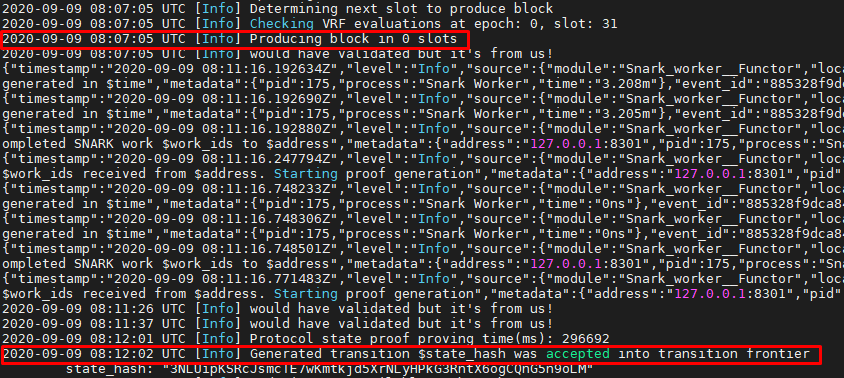 2020-09-09 08:07:05 UTC [Info] Determining next slot to produce block
2020-09-09 08:07:05 UTC [Info] Checking VRF evaluations at epoch: 0, slot: 31
2020-09-09 08:07:05 UTC [Info] Producing block in 0 slots
2020-09-09 08:07:05 UTC [Info] would have validated but it's from us!
{"timestamp":"2020-09-09 08:11:16.192634Z","level":"Info","source":{"module":"Snark_worker__Functor","loca
generated in $time","metadata":{"pid":175,"process":"Snark Worker","time":"3.208m"},"event_id":"885328f9dc
{"timestamp":"2020-09-09 08:11:16.192690Z","level":"Info","source":{"module":"Snark_worker__Functor","loca
generated in $time","metadata":{"pid":175,"process":"Snark Worker","time":"3.205m"},"event_id":"885328f9dc
{"timestamp":"2020-09-09 08:11:16.192880Z","level":"Info","source":{"module":"Snark_worker__Functor","loca
ompleted SNARK work $work_ids to $address","metadata":{"address":"127.0.0.1:8301","pid":175,"process":"Sna
{"timestamp":"2020-09-09 08:11:16.247794Z","level":"Info","source":{"module":"Snark_worker__Functor","loca
$work_ids received from $address. Starting proof generation","metadata":{"address":"127.0.0.1:8301","pid"
{"timestamp":"2020-09-09 08:11:16.748233Z","level":"Info","source":{"module":"Snark_worker__Functor","loca
generated in $time","metadata":{"pid":175,"process":"Snark Worker","time":"0ns"},"event_id":"885328f9dca84
{"timestamp":"2020-09-09 08:11:16.748306Z","level":"Info","source":{"module":"Snark_worker__Functor","loca
generated in $time","metadata":{"pid":175,"process":"Snark Worker","time":"0ns"},"event_id":"885328f9dca84
{"timestamp":"2020-09-09 08:11:16.748501Z","level":"Info","source":{"module":"Snark_worker__Functor","loca
ompleted SNARK work $work_ids to $address","metadata":{"address":"127.0.0.1:8301","pid":175,"process":"Sna
{"timestamp":"2020-09-09 08:11:16.771483Z","level":"Info","source":{"module":"Snark_worker__Functor","loca
$work_ids received from $address. Starting proof generation","metadata":{"address":"127.0.0.1:8301","pid"
2020-09-09 08:11:26 UTC [Info] would have validated but it's from us!
2020-09-09 08:11:37 UTC [Info] would have validated but it's from us!
2020-09-09 08:12:01 UTC [Info] Protocol state proof proving time(ms): 296692
2020-09-09 08:12:02 UTC [Info] Generated transition $state_hash was accepted into transition frontier
state_hash: